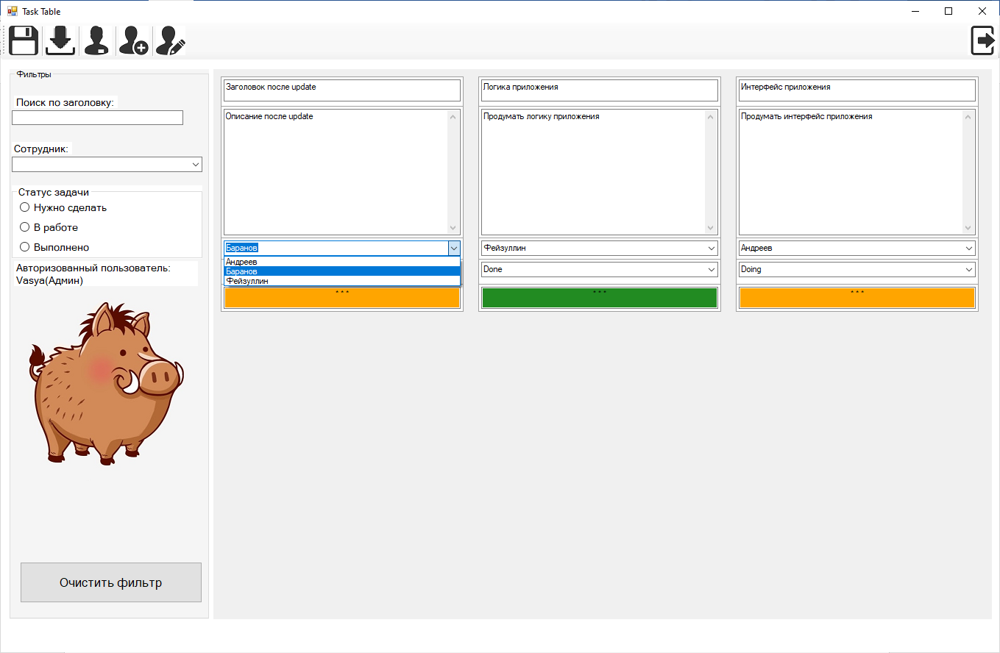 Task Table
Фильтры
Поиск по заголовку:
Сотрудник:
Статус задачи
Нужно сделать
В работе
Выполнено
Авторизованный пользователь:
Vasya(Админ)
Очистить фильтр
Заголовок после update
Описание после update
Баранов
Андреев
Баранов
Фейзуллин
***
Логика приложения
Продумать логику приложения
Фейзуллин
Done
***
Интерфейс приложения
Продумать интерфейс приложения
Андреев
Doing
***